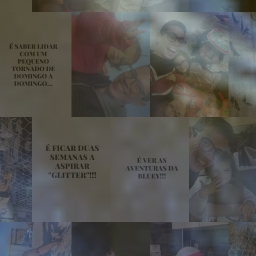 É SABER LIDAR
COM UM
PEQUENO
TORNADO DE
DOMINGO A
DOMINGO...
É FICAR DUAS
SEMANAS A
ASPIRAR
"GLITTER"!!!
É VER AS
AVENTURAS DA
BLUEY!!!